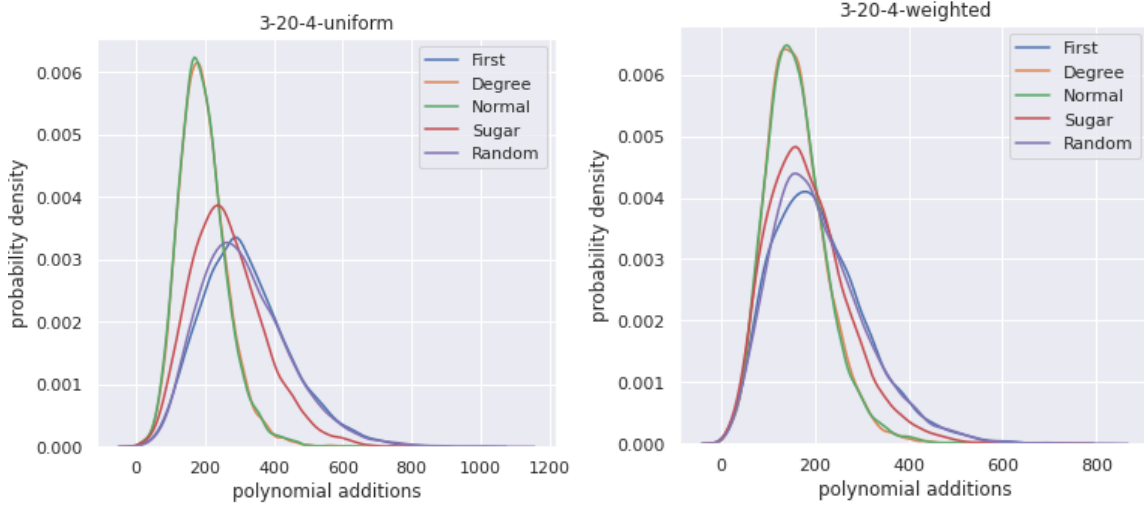 3-20-4-uniform
probability density
0.006
0.005
0.004
0.003
0.002
0.001
0.000
0 200 400 600 800 1000 1200
polynomial additions
First
Degree
Normal
Sugar
Random
3-20-4-weighted
probability density
0.006
0.005
0.004
0.003
0.002
0.001
0.000
0 200 400 600 800
polynomial additions
First
Degree
Normal
Sugar
Random